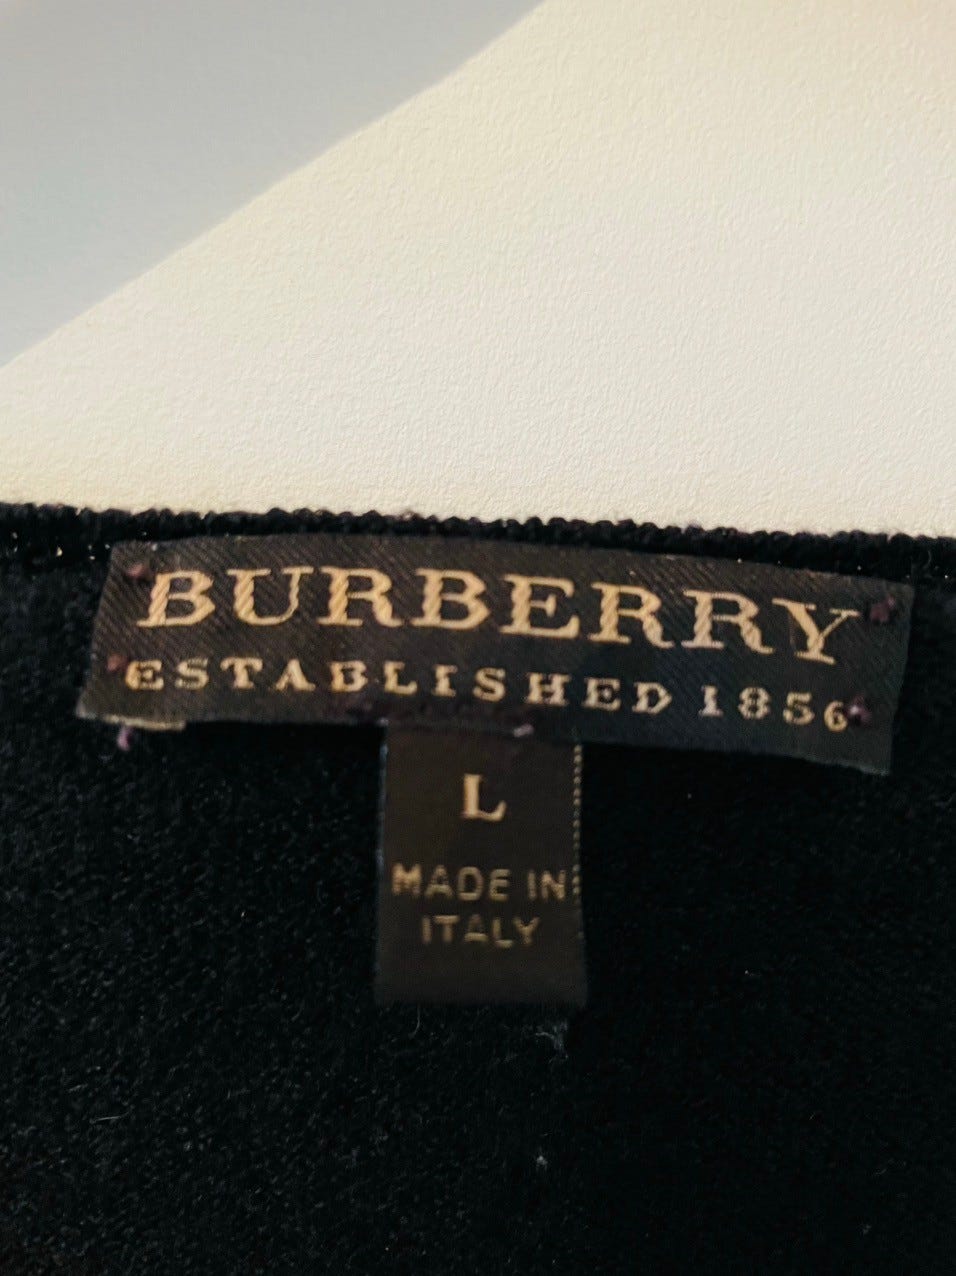 BURBERRY
ESTABLISHED 1856
L
MADE IN
ITALY